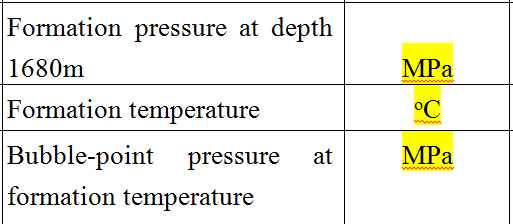 Formation pressure at depth
1680m MPa
Formation temperature ºC
Bubble-point pressure at MPa
formation temperature